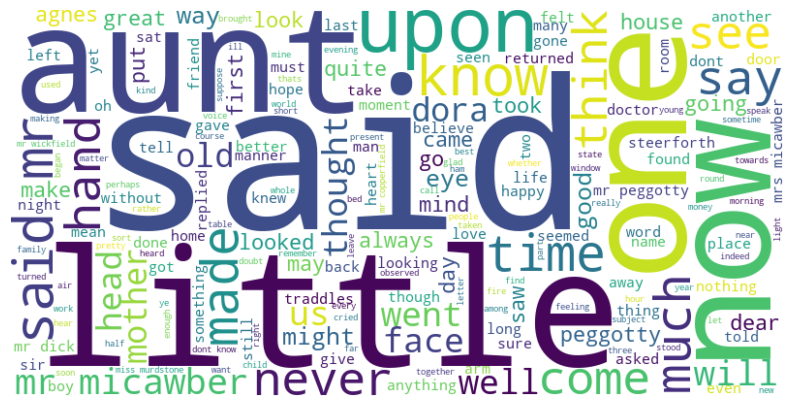 agnes
great
way
look
last
upon
many
brought
another
see
aunt
left
yet
put
sat
first
friend
oh
must
ill
mine
evening
felt
seen
gone
house
door
dont
used
quite
hope
returned
thats
kind
suppose
know
one
think
room
say
said
take
moment
world
short
voice
course
making
mr wickfield
began
matter
mr
hand
tell
gave
better
believe
dora
took
came
going
doctor
young
speak
sometime
now
old
manner
man
present
two
glad
best
whether
state
steerforth
towards
make
perhaps
replied
knew
whole
thought
heart
mr copperfield
ham
go
eye
life
happy
good
window
found
round
money
morning
mrs micawber
night
mean
without
rather
table
bed
call
mind
people
taken
really
mr peggotty
said
family
pretty
sort
heard
home
looked
doubt
remember
leave
always
love
seemed
time
word
name
place
near
indeed
light
little
turned
air
work
hear
head
mother
done
got
something
made
may
us
back
looking
observed
day
part
find
away
nothing
year
mr dick
ye
enough
still
traddles
every
cried
might
though
face
went
saw
letter
fire
among
long
feeling
hour
subject
peggotty
thing
much
let
dear
told
sir
half
dont know
right
far
give
sure
three
asked
stood
will
mr
micawber
boy
soon
miss murdstone
want
child
never
anything
together
well
arm
come
even
new